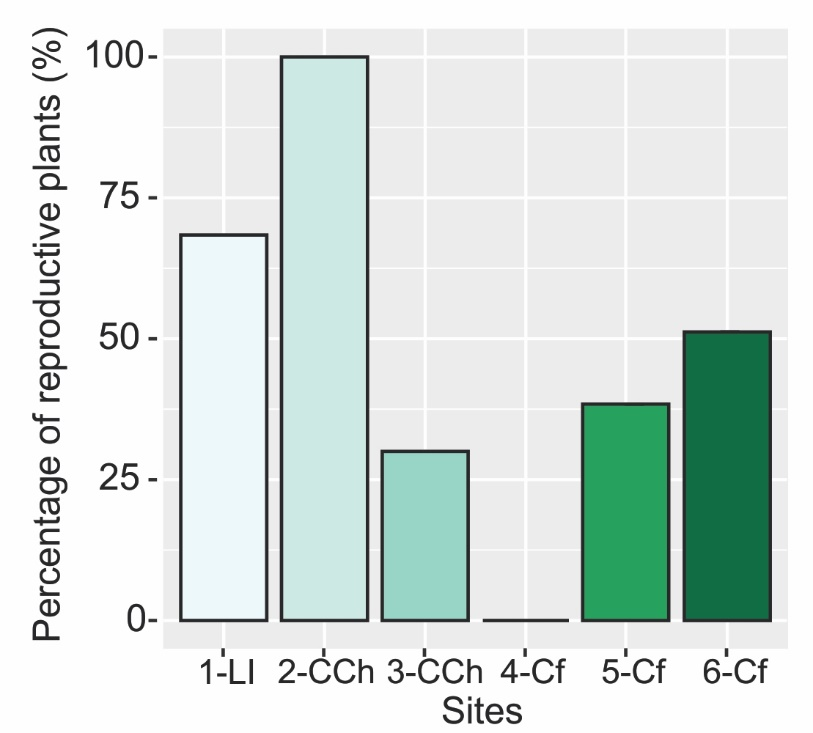 Percentage of reproductive plants (%)
100
75
50
25
0
1-LI 2-CCh 3-CCh 4-Cf 5-Cf 6-Cf
Sites